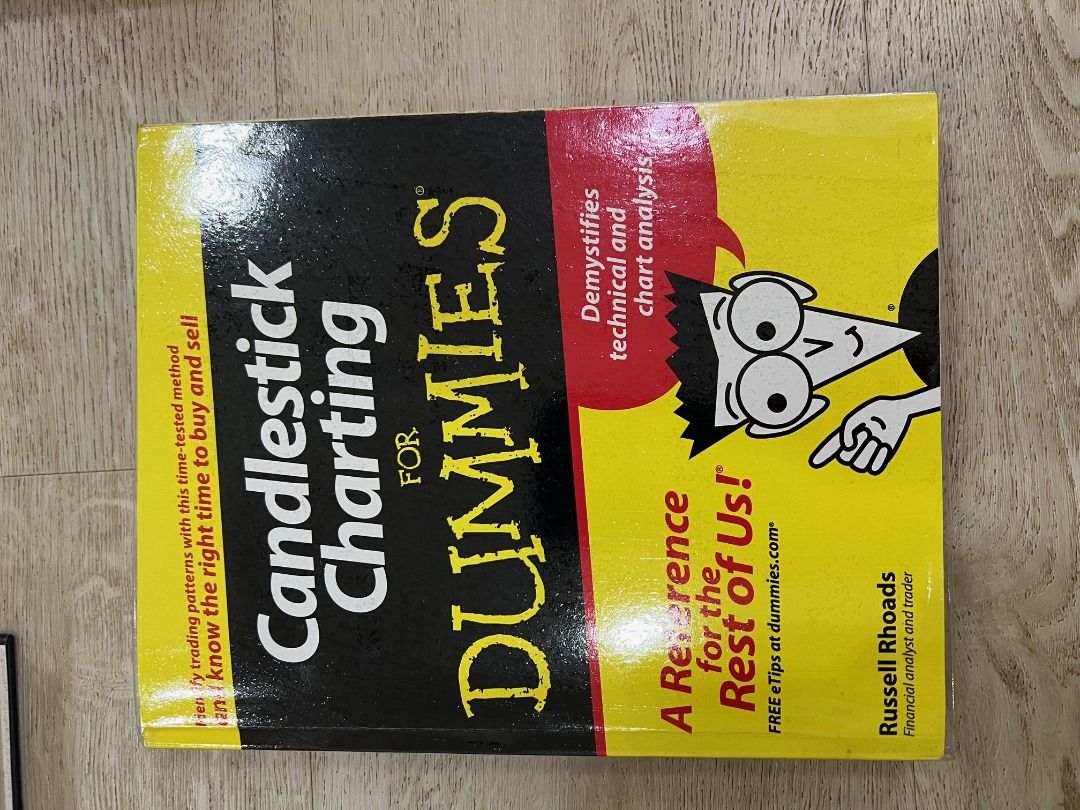 Identify trading patterns with this time-tested method
and know the right time to buy and sell
Candlestick
Charting
FOR
DUMMIES®
Demystifies
technical and
chart analysis
A Reference
for the
Rest of Us!®
FREE eTips at dummies.com®
®
Russell Rhoads
Financial analyst and trader